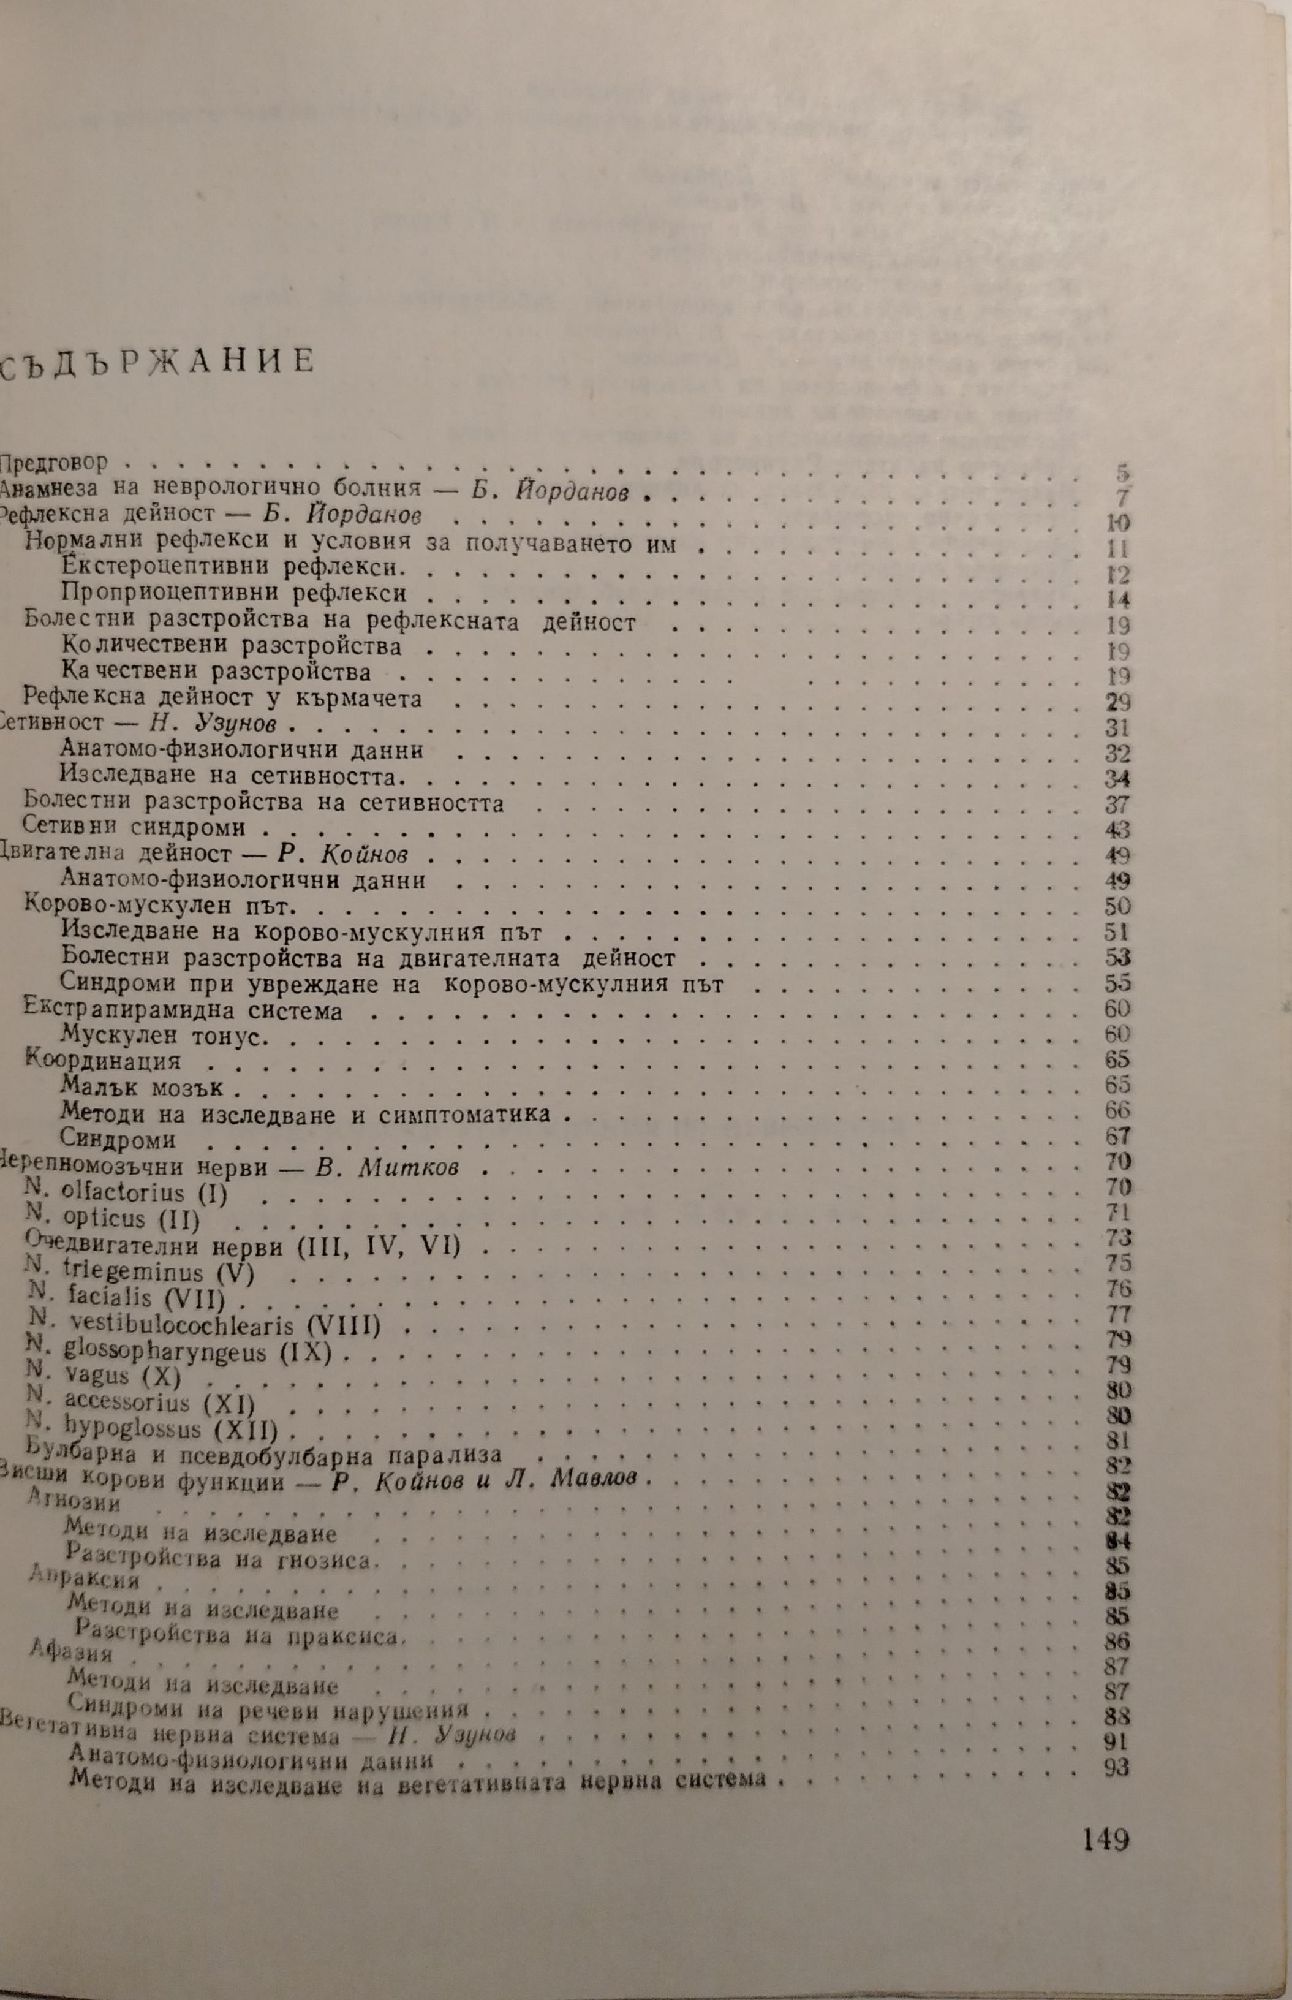 СЪДЪРЖАНИЕ
Предговор . . . . . 5
Анамнеза на неврологично болния — Б. Йорданов . . . . . 7
Рефлексна дейност — Б. Йорданов . . . . . 10
Нормални рефлекси и условия за получаването им . . . . . 11
Екстероцептивни рефлекси . . . . . 12
Проприоцептивни рефлекси . . . . . 14
Болестни разстройства на рефлексната дейност . . . . . 19
Количествени разстройства . . . . . 19
Качествени разстройства . . . . . 19
Рефлексна дейност у кърмачета . . . . . 29
Сетивност — Н. Узунов . . . . . 31
Анатомо-физиологични данни . . . . . 32
Изследване на сетивността . . . . . 34
Болестни разстройства на сетивността . . . . . 37
Сетивни синдроми . . . . . 43
Двигателна дейност — Р. Койнов . . . . . 49
Анатомо-физиологични данни . . . . . 49
Корово-мускулен път . . . . . 50
Изследване на корово-мускулния път . . . . . 51
Болестни разстройства на двигателната дейност . . . . . 53
Синдроми при увреждане на корово-мускулния път . . . . . 55
Екстрапирамидна система . . . . . 60
Мускулен тонус . . . . . 60
Координация . . . . . 65
Малък мозък . . . . . 65
Методи на изследване и симптоматика . . . . . 66
Синдроми . . . . . 67
Черепномозъчни нерви — В. Митков . . . . . 70
N. olfactorius (I) . . . . . 70
N. opticus (II) . . . . . 71
Очедвигателни нерви (III, IV, VI) . . . . . 73
N. triegeminus (V) . . . . . 75
N. facialis (VII) . . . . . 76
N. vestibulocochlearis (VIII) . . . . . 77
N. glossopharyngeus (IX) . . . . . 79
N. vagus (X) . . . . . 79
N. accessorius (XI) . . . . . 80
N. hypoglossus (XII) . . . . . 80
Булбарна и псевдобулбарна парализа . . . . . 81
Висши корови функции — Р. Койнов и Л. Мавлов . . . . . 82
Агнозии . . . . . 82
Методи на изследване . . . . . 82
Разстройства на гнозиса . . . . . 84
Апраксия . . . . . 85
Методи на изследване . . . . . 85
Разстройства на праксиса . . . . . 85
Афазия . . . . . 86
Методи на изследване . . . . . 87
Синдроми на речеви нарушения . . . . . 87
Вегетативна нервна система — Н. Узунов . . . . . 88
Анатомо-физиологични данни . . . . . 91
Методи на изследване на вегетативната нервна система . . . . . 93
149